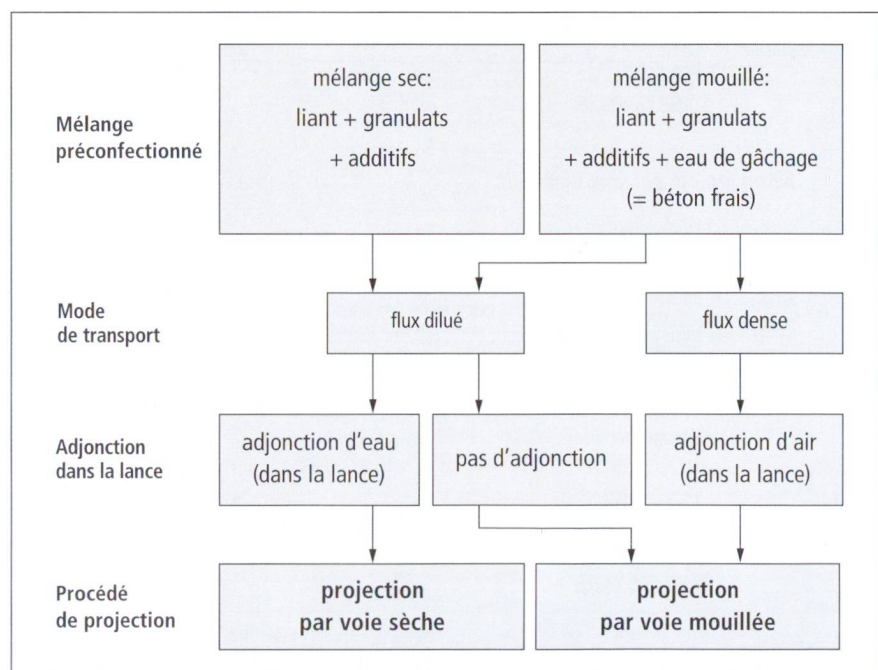 Mélange
préconfectionné
mélange sec:
liant + granulats
+ additifs
mélange mouillé:
liant + granulats
+ additifs + eau de gâchage
(= béton frais)
Mode
de transport
flux dilué
flux dense
Adjonction
dans la lance
adjonction d'eau
(dans la lance)
pas d'adjonction
adjonction d'air
(dans la lance)
Procédé
de projection
projection
par voie sèche
projection
par voie mouillée